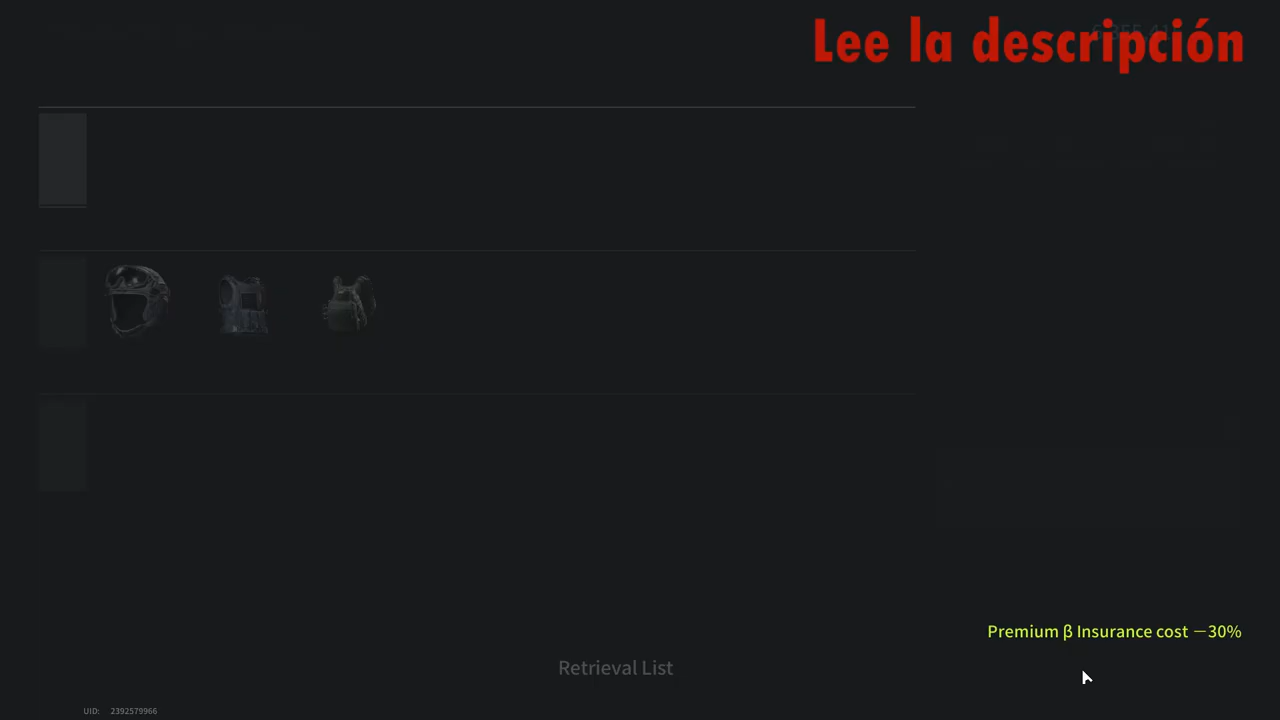 Lee la descripción
Premium β Insurance cost －30%
Retrieval List
UID: 2392579966